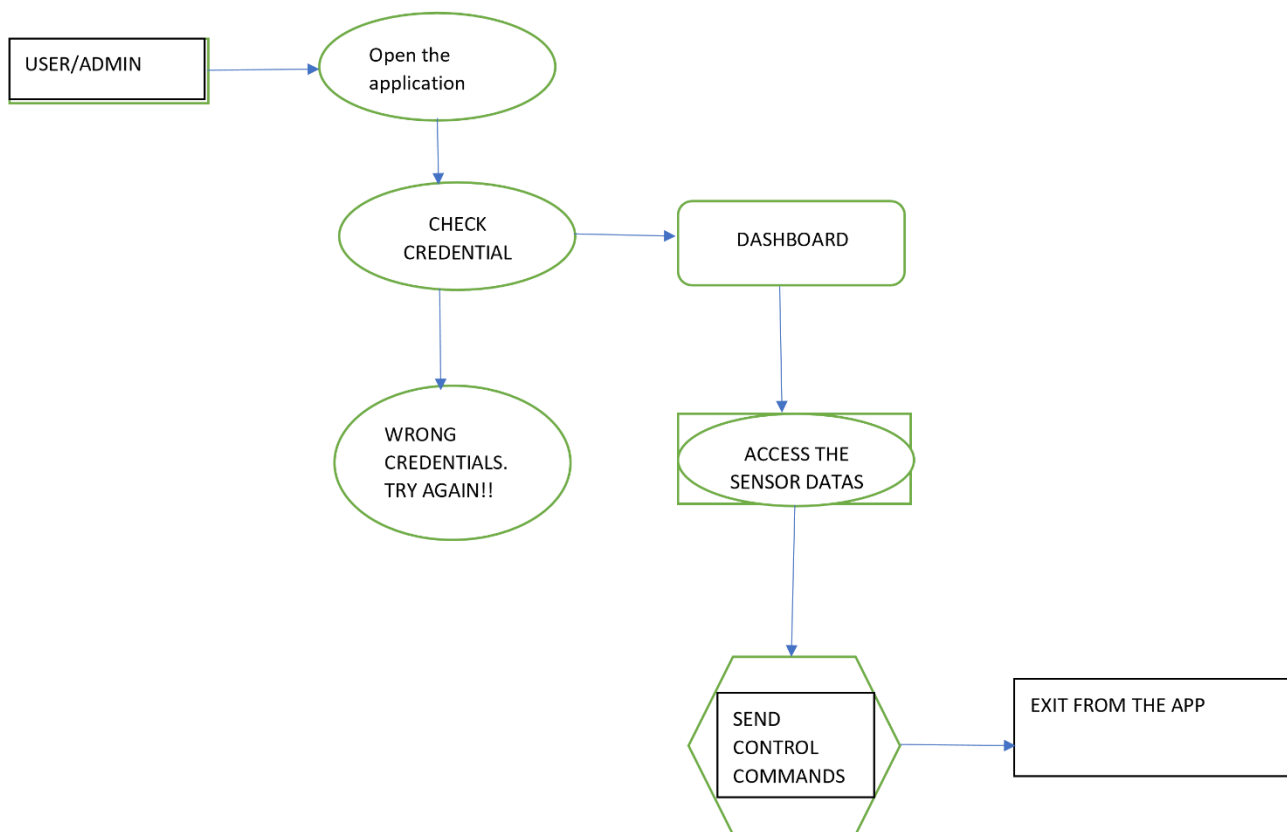 USER/ADMIN
Open the
application
CHECK
CREDENTIAL
DASHBOARD
WRONG
CREDENTIALS.
TRY AGAIN!!
ACCESS THE
SENSOR DATAS
SEND
CONTROL
COMMANDS
EXIT FROM THE APP